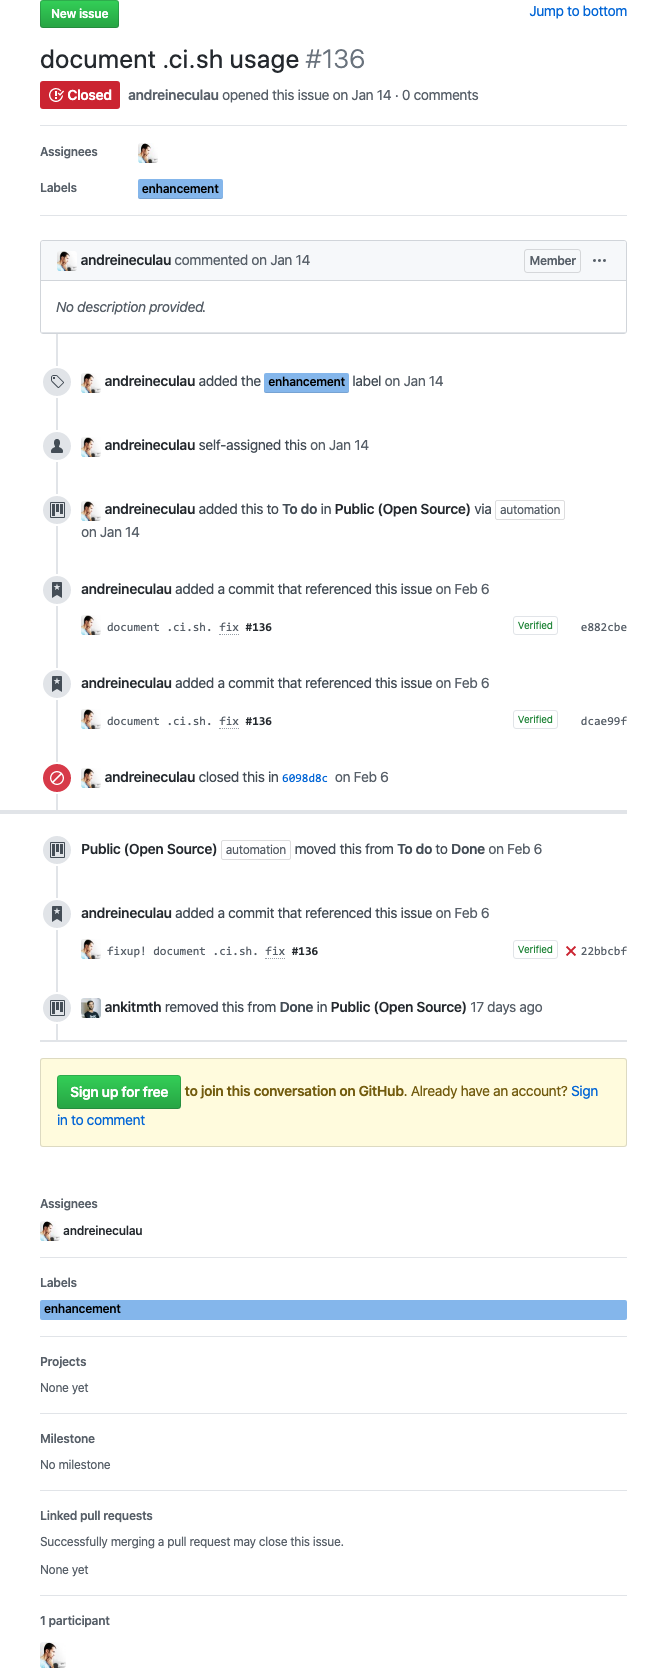 New issue
Jump to bottom
document .ci.sh usage #136
Closed andreineculau opened this issue on Jan 14 · 0 comments
Assignees
Labels enhancement
andreineculau commented on Jan 14 Member ···
No description provided.
andreineculau added the enhancement label on Jan 14
andreineculau self-assigned this on Jan 14
andreineculau added this to To do in Public (Open Source) via automation
on Jan 14
andreineculau added a commit that referenced this issue on Feb 6
document .ci.sh. fix #136 Verified e882cbe
andreineculau added a commit that referenced this issue on Feb 6
document .ci.sh. fix #136 Verified dcae99f
andreineculau closed this in 6098d8c on Feb 6
Public (Open Source) automation moved this from To do to Done on Feb 6
andreineculau added a commit that referenced this issue on Feb 6
fixup! document .ci.sh. fix #136 Verified 22bbcbf
ankitmth removed this from Done in Public (Open Source) 17 days ago
Sign up for free to join this conversation on GitHub. Already have an account? Sign
in to comment
Assignees
andreineculau
Labels
enhancement
Projects
None yet
Milestone
No milestone
Linked pull requests
Successfully merging a pull request may close this issue.
None yet
1 participant